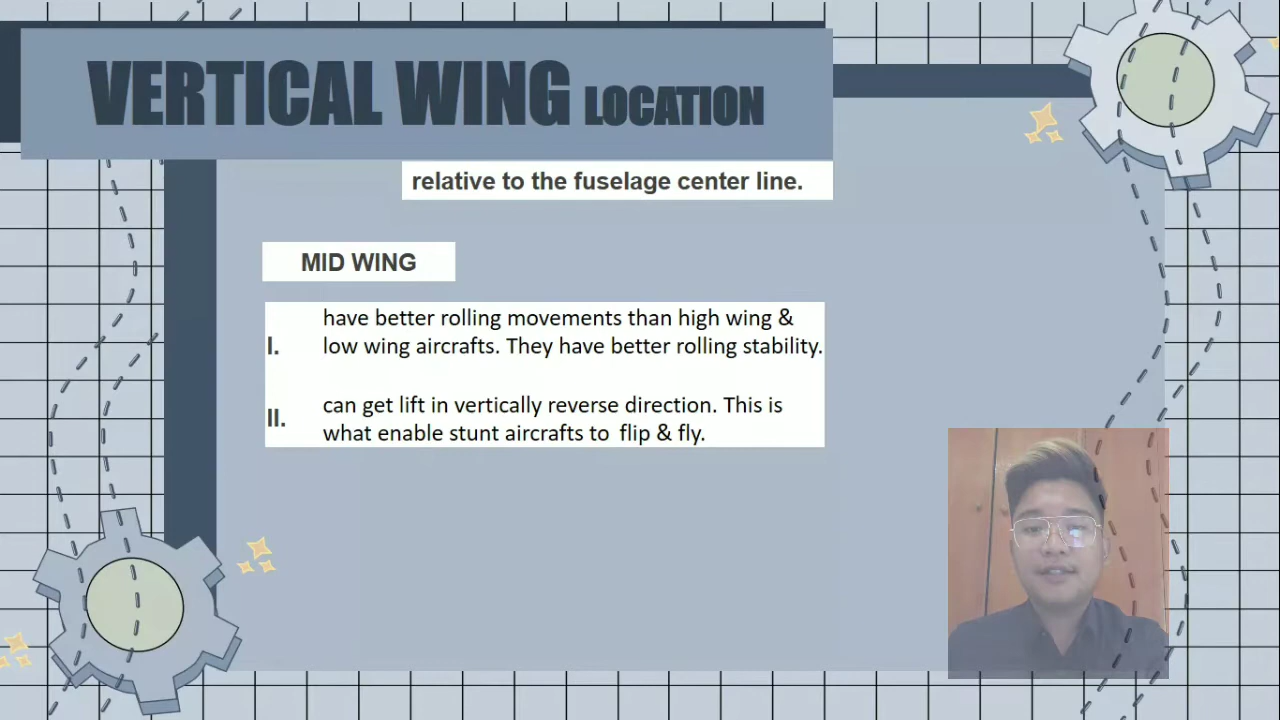 VERTICAL WING LOCATION
relative to the fuselage center line.
MID WING
I. have better rolling movements than high wing &
low wing aircrafts. They have better rolling stability.
II. can get lift in vertically reverse direction. This is
what enable stunt aircrafts to flip & fly.